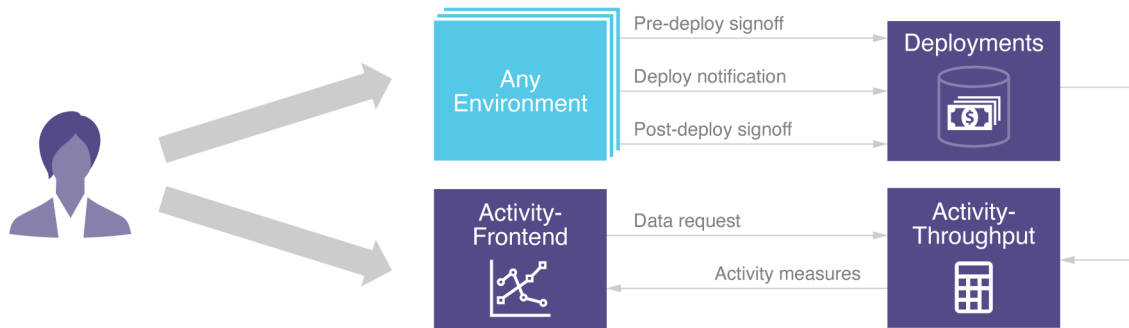 Any
Environment
Pre-deploy signoff
Deploy notification
Post-deploy signoff
Deployments
$
Activity-
Frontend
Data request
Activity measures
Activity-
Throughput